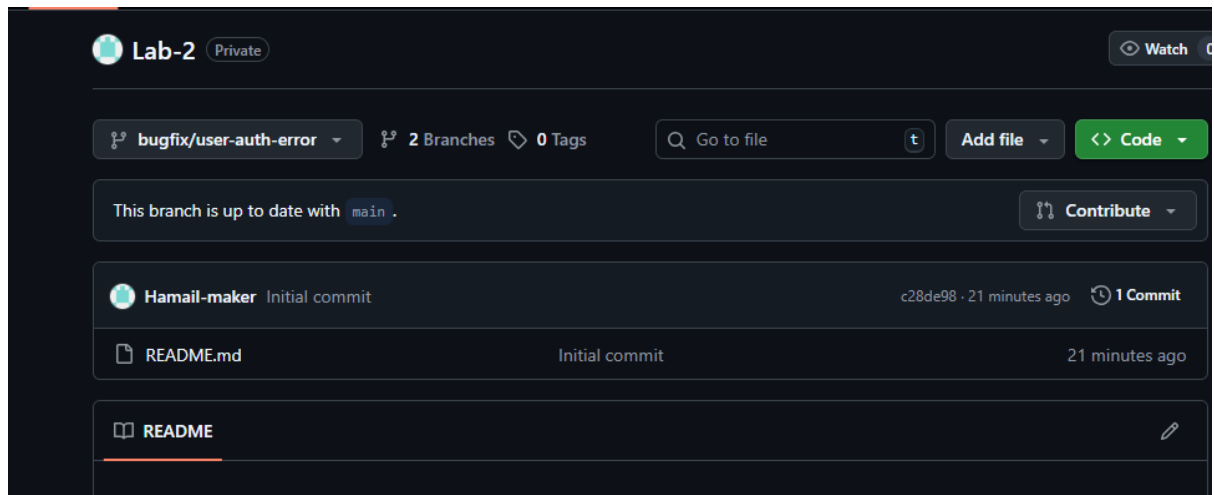 Lab-2 Private
Watch 0
bugfix/user-auth-error 2 Branches 0 Tags Go to file t Add file Code
This branch is up to date with main .
Contribute
Hamail-maker Initial commit c28de98 · 21 minutes ago 1 Commit
README.md Initial commit 21 minutes ago
README